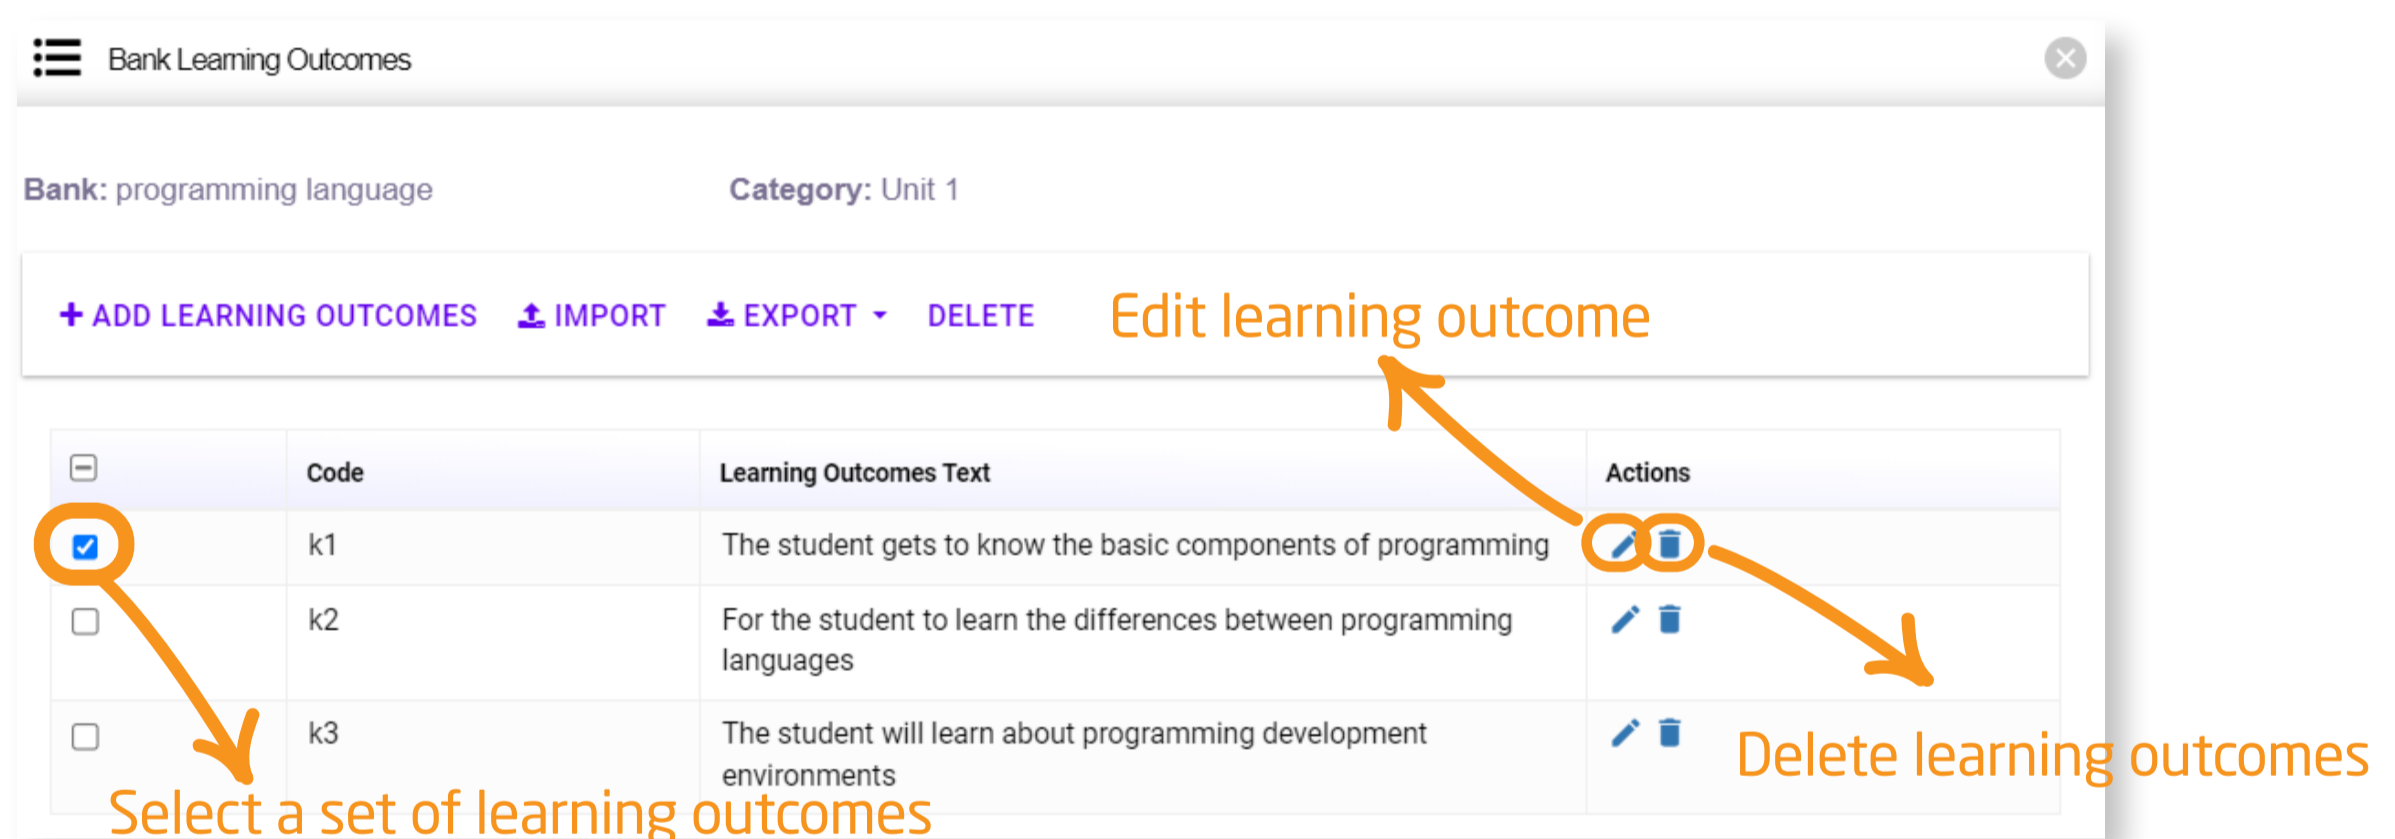 Bank Learning Outcomes
Bank: programming language Category: Unit 1
ADD LEARNING OUTCOMES IMPORT EXPORT DELETE Edit learning outcome
Code Learning Outcomes Text Actions
k1 The student gets to know the basic components of programming
k2 For the student to learn the differences between programming
languages
k3 The student will learn about programming development
environments
Delete learning outcomes
Select a set of learning outcomes